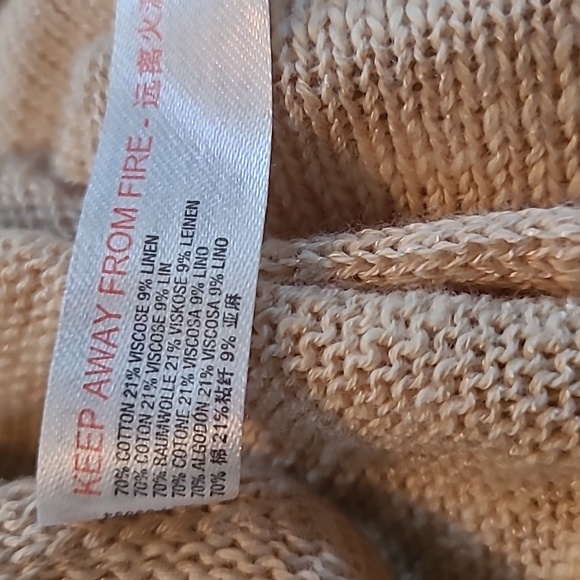 KEEP AWAY FROM FIRE - 远离火
70% COTTON 21% VISCOSE 9% LINEN
70% COTON 21% VISCOSE 9% LIN
70% BAUMWOLLE 21% VISKOSE 9% LEINEN
70% COTONE 21% VISCOSA 9% LINO
70% ALGODÓN 21% VISCOSA 9% LINO
70% 棉 21% 粘纤 9% 亚麻